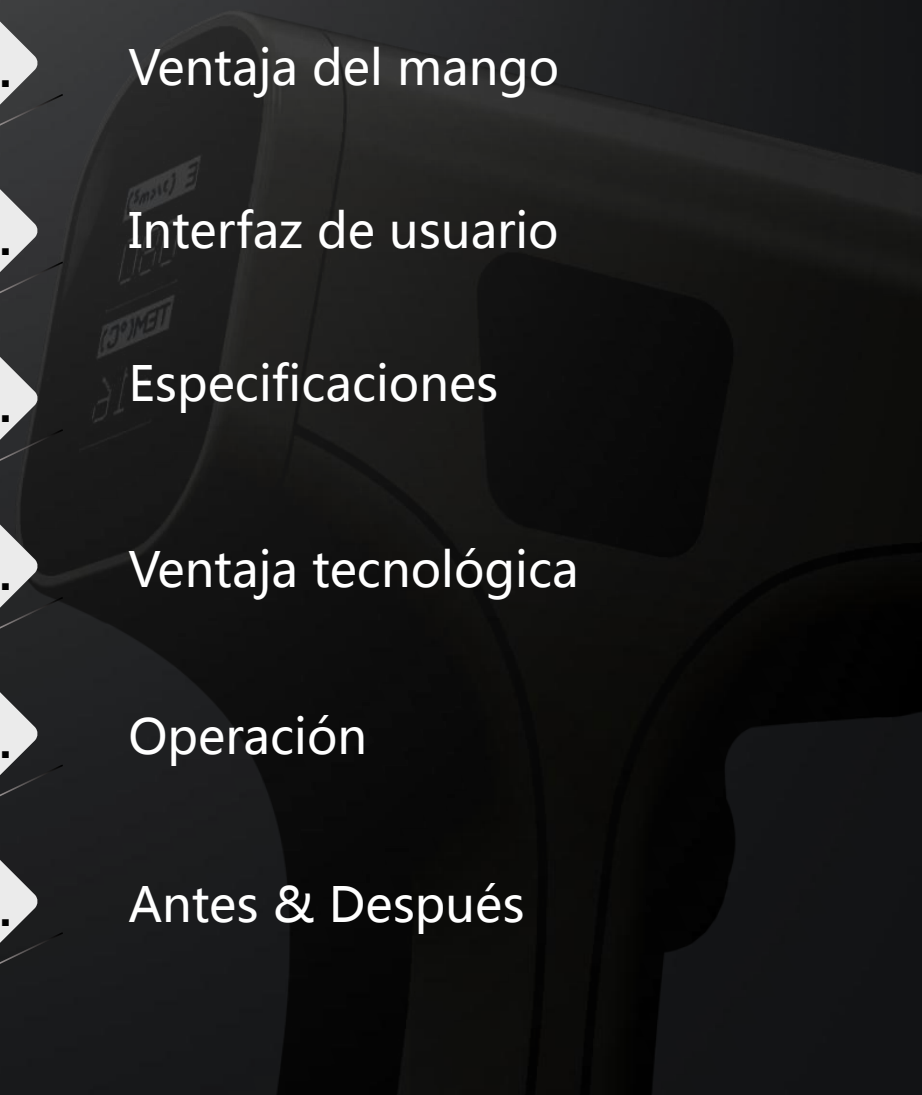 .
Ventaja del mango
.
Interfaz de usuario
.
Especificaciones
.
Ventaja tecnológica
.
Operación
.
Antes & Después